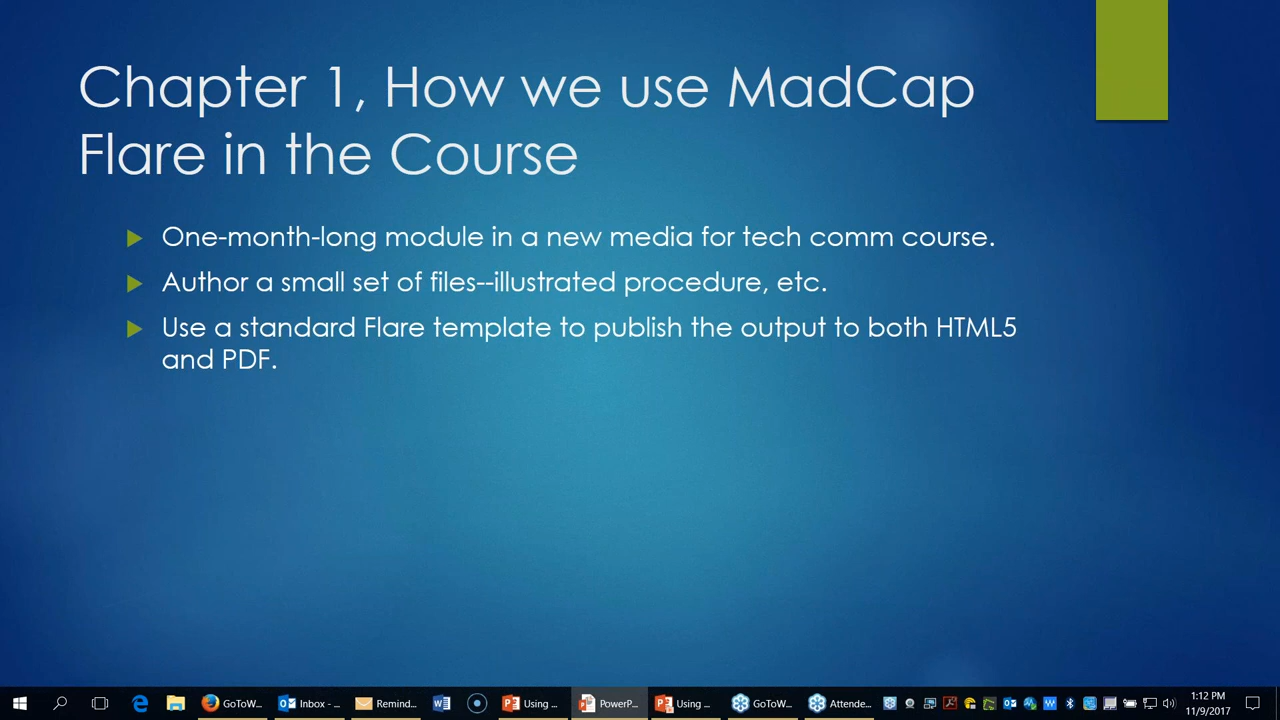 Chapter 1, How we use MadCap
Flare in the Course
One-month-long module in a new media for tech comm course.
Author a small set of files--illustrated procedure, etc.
Use a standard Flare template to publish the output to both HTML5
and PDF.
GoToW... Inbox - ... Remind... Using ... PowerP... Using ... GoToW... Attende...
1:12 PM
11/9/2017